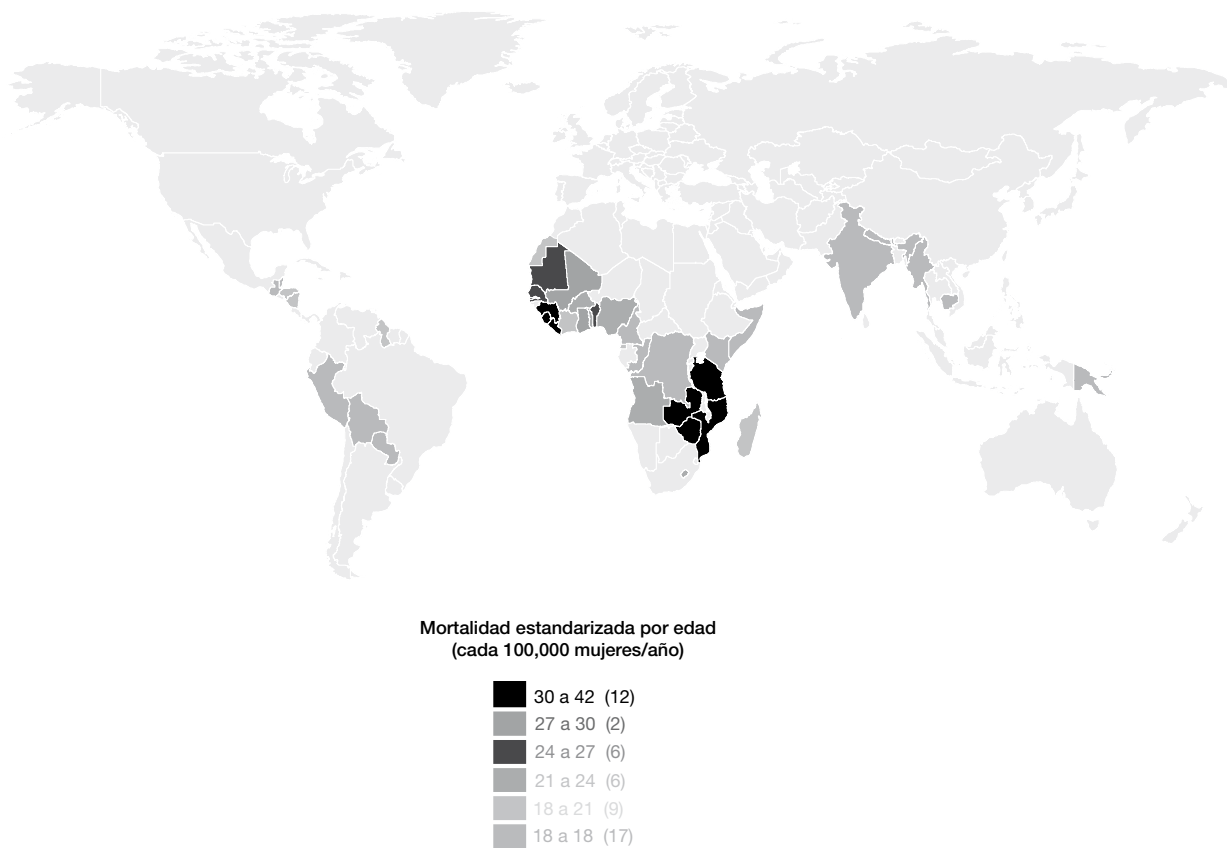 Mortalidad estandarizada por edad
(cada 100,000 mujeres/año)
30 a 42 (12)
27 a 30 (2)
24 a 27 (6)
21 a 24 (6)
18 a 21 (9)
18 a 18 (17)